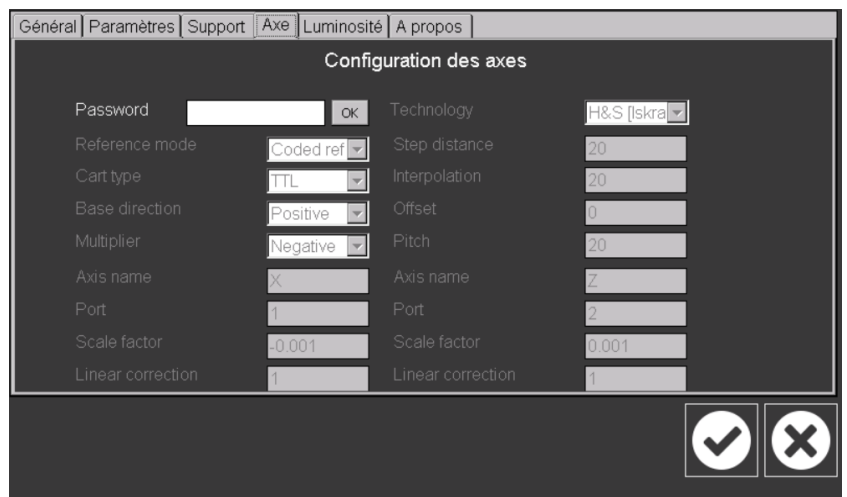 Général Paramètres Support Axe Luminosité A propos
Configuration des axes
Password OK Technology H&S [Iskra
Reference mode Coded ref Step distance 20
Cart type TTL Interpolation 20
Base direction Positive Offset 0
Multiplier Negative Pitch 20
Axis name X Axis name Z
Port 1 Port 2
Scale factor -0.001 Scale factor 0.001
Linear correction 1 Linear correction 1